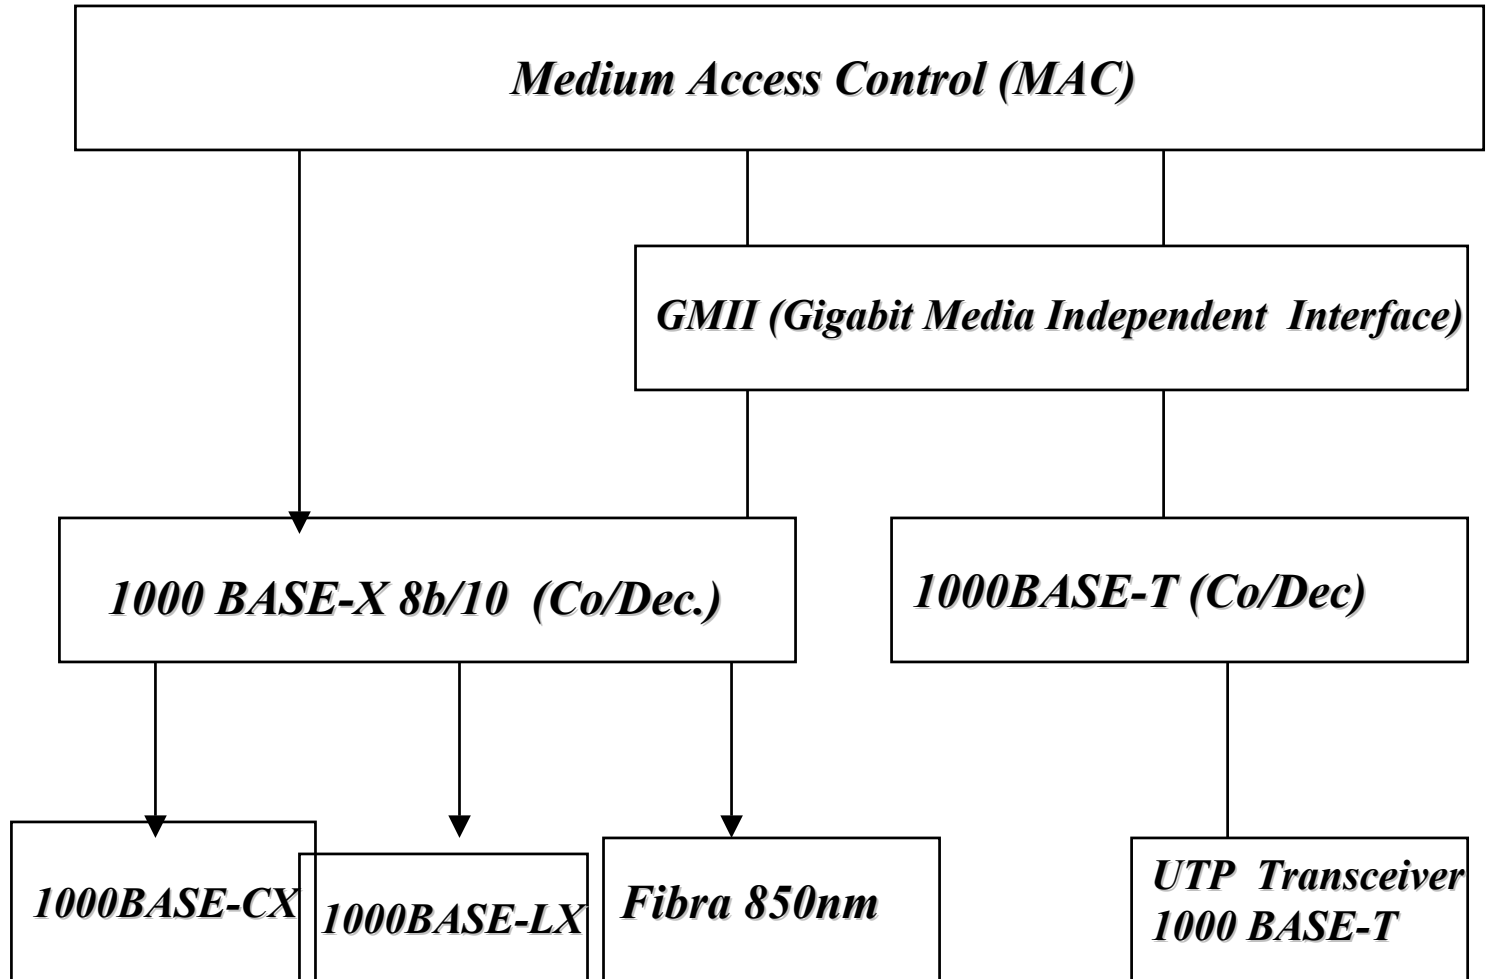 Medium Access Control (MAC)
GMII (Gigabit Media Independent Interface)
1000 BASE-X 8b/10 (Co/Dec.)
1000BASE-T (Co/Dec)
1000BASE-CX
1000BASE-LX
Fibra 850nm
UTP Transceiver
1000 BASE-T